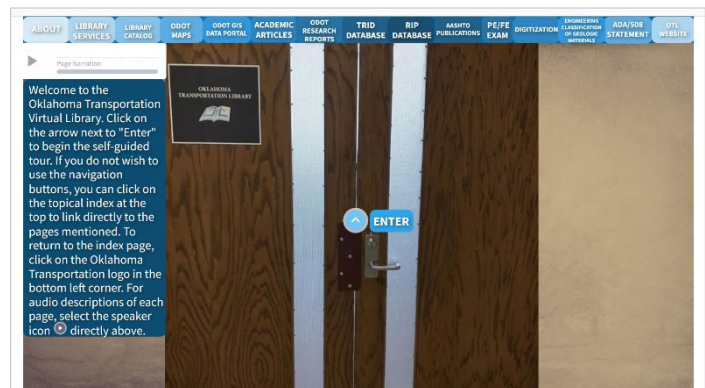 ABOUT
LIBRARY
SERVICES
LIBRARY
CATALOG
ODOT
MAPS
ODOT GIS
DATA PORTAL
ACADEMIC
ARTICLES
ODOT
RESEARCH
REPORTS
TRID
DATABASE
RIP
DATABASE
AASHTO
PUBLICATIONS
PE/FE
EXAM
DIGITIZATION
ENGINEERING
CLASSIFICATION
OF GEOLOGIC
MATERIALS
ADA/508
STATEMENT
OTL
WEBSITE
Page Narration
Welcome to the
Oklahoma Transportation
Virtual Library. Click on
the arrow next to "Enter"
to begin the self-guided
tour. If you do not wish to
use the navigation
buttons, you can click on
the topical index at the
top to link directly to the
pages mentioned. To
return to the index page,
click on the Oklahoma
Transportation logo in the
bottom left corner. For
audio descriptions of each
page, select the speaker
icon directly above.
OKLAHOMA
TRANSPORTATION LIBRARY
ENTER